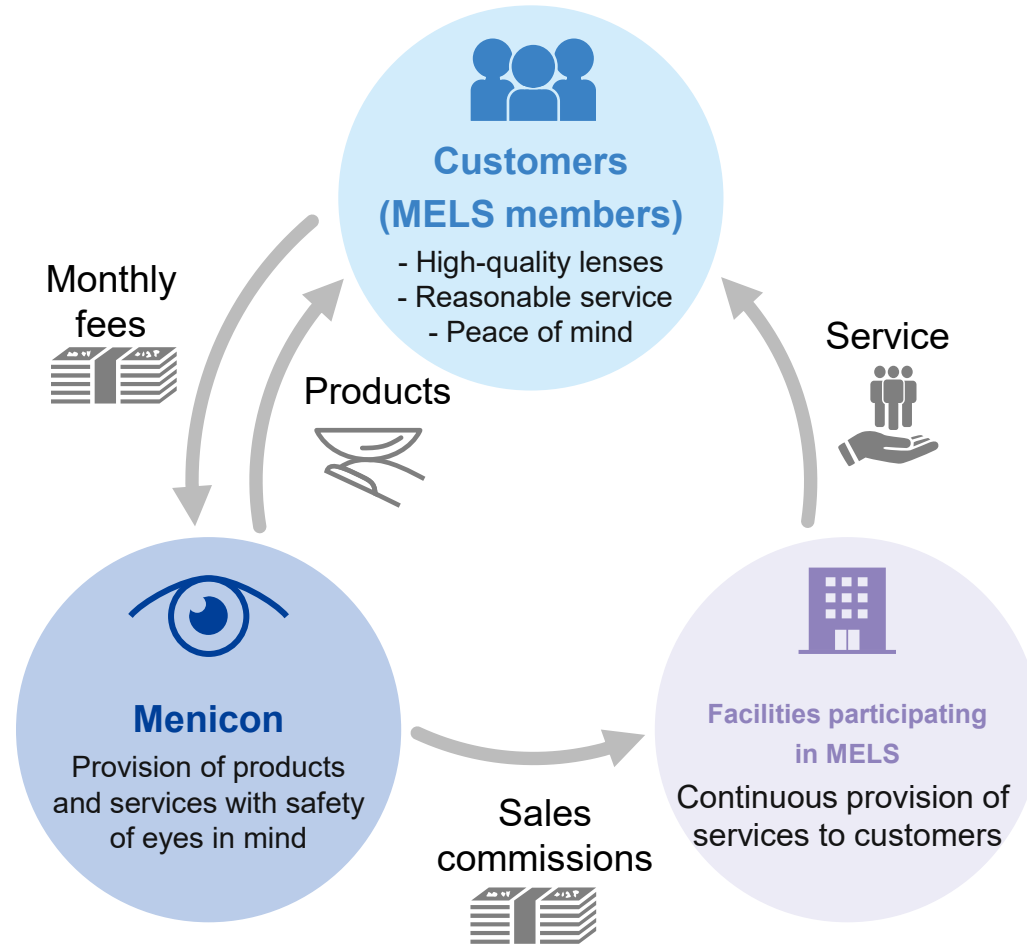 Customers
(MELS members)
- High-quality lenses
- Reasonable service
- Peace of mind
Monthly
fees
Products
Service
Menicon
Provision of products
and services with safety
of eyes in mind
Sales
commissions
Facilities participating
in MELS
Continuous provision of
services to customers